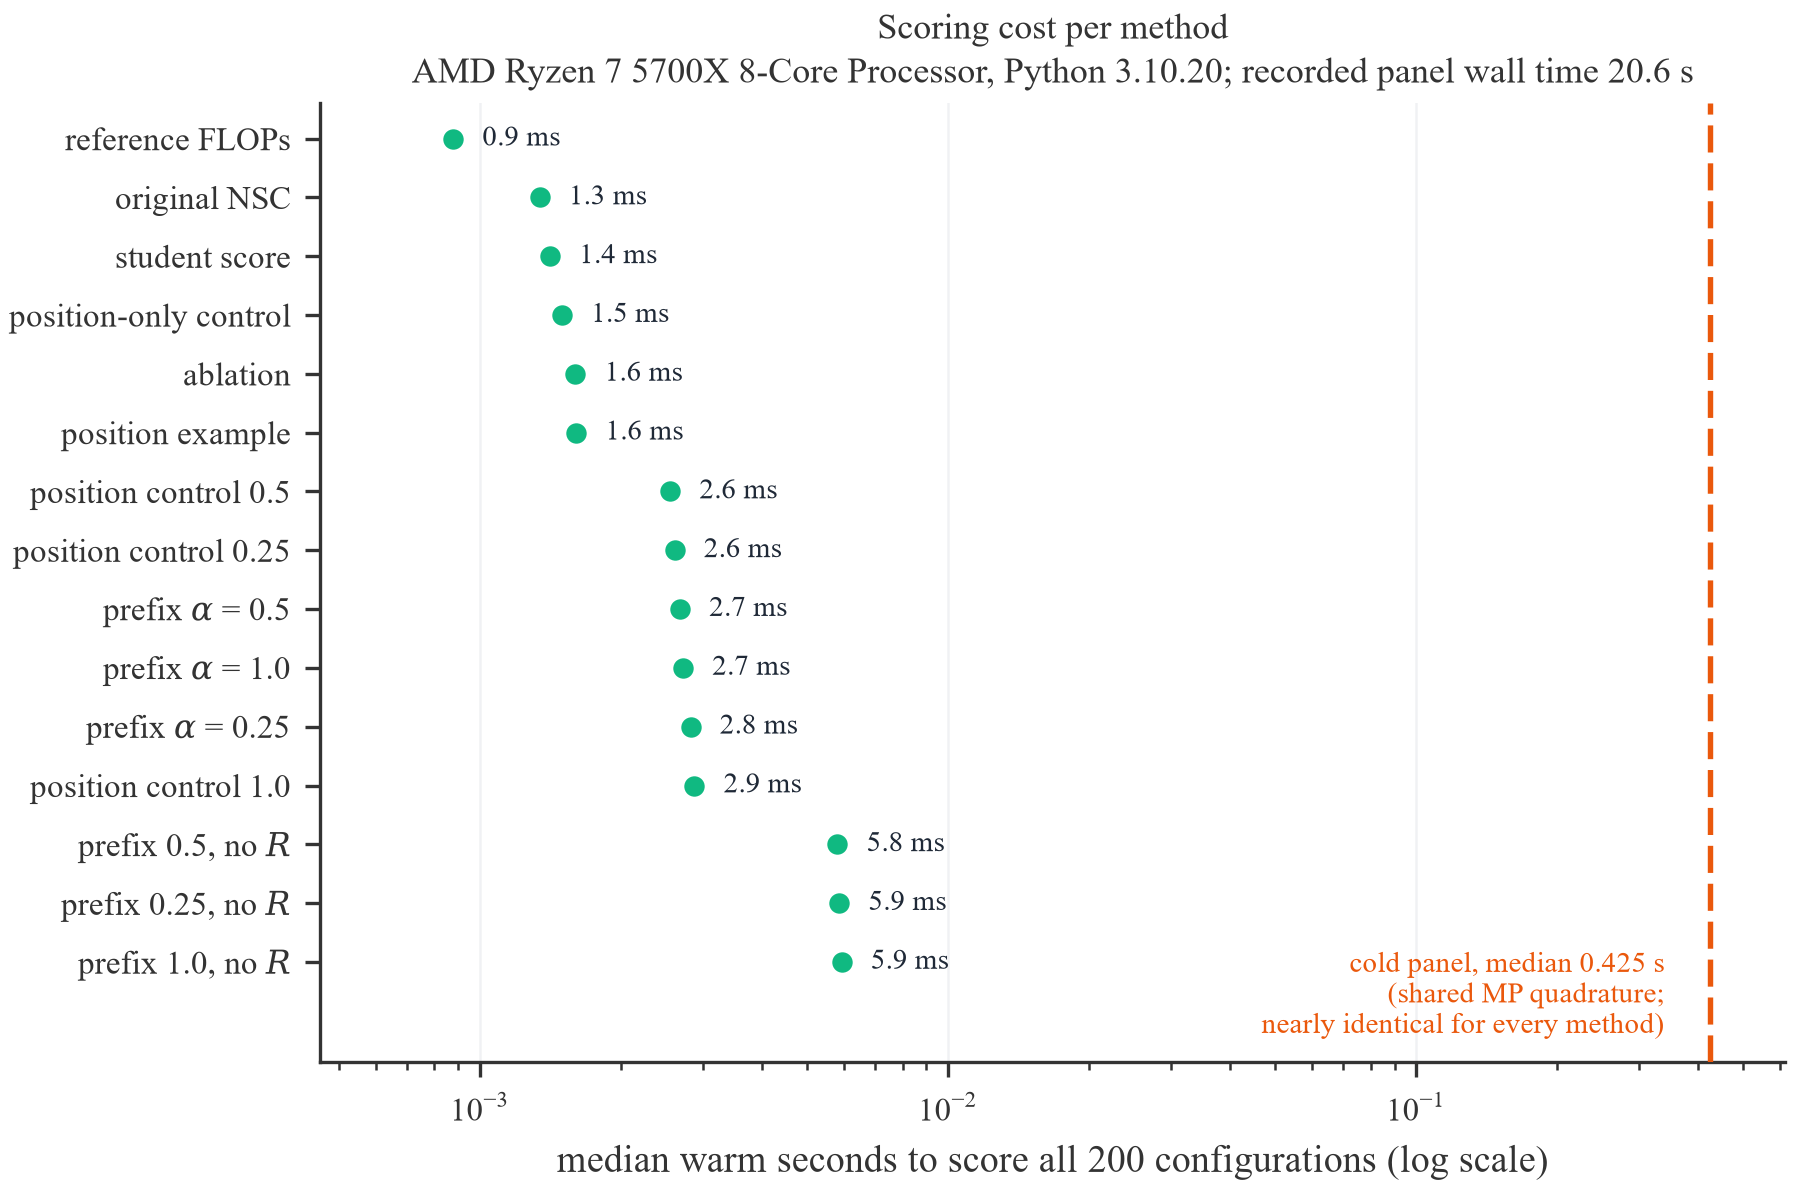 Scoring cost per method
AMD Ryzen 7 5700X 8-Core Processor, Python 3.10.20; recorded panel wall time 20.6 s
reference FLOPs 0.9 ms
original NSC 1.3 ms
student score 1.4 ms
position-only control 1.5 ms
ablation 1.6 ms
position example 1.6 ms
position control 0.5 2.6 ms
position control 0.25 2.6 ms
prefix α = 0.5 2.7 ms
prefix α = 1.0 2.7 ms
prefix α = 0.25 2.8 ms
position control 1.0 2.9 ms
prefix 0.5, no R 5.8 ms
prefix 0.25, no R 5.9 ms
prefix 1.0, no R 5.9 ms
cold panel, median 0.425 s
(shared MP quadrature;
nearly identical for every method)
10⁻³ 10⁻² 10⁻¹
median warm seconds to score all 200 configurations (log scale)